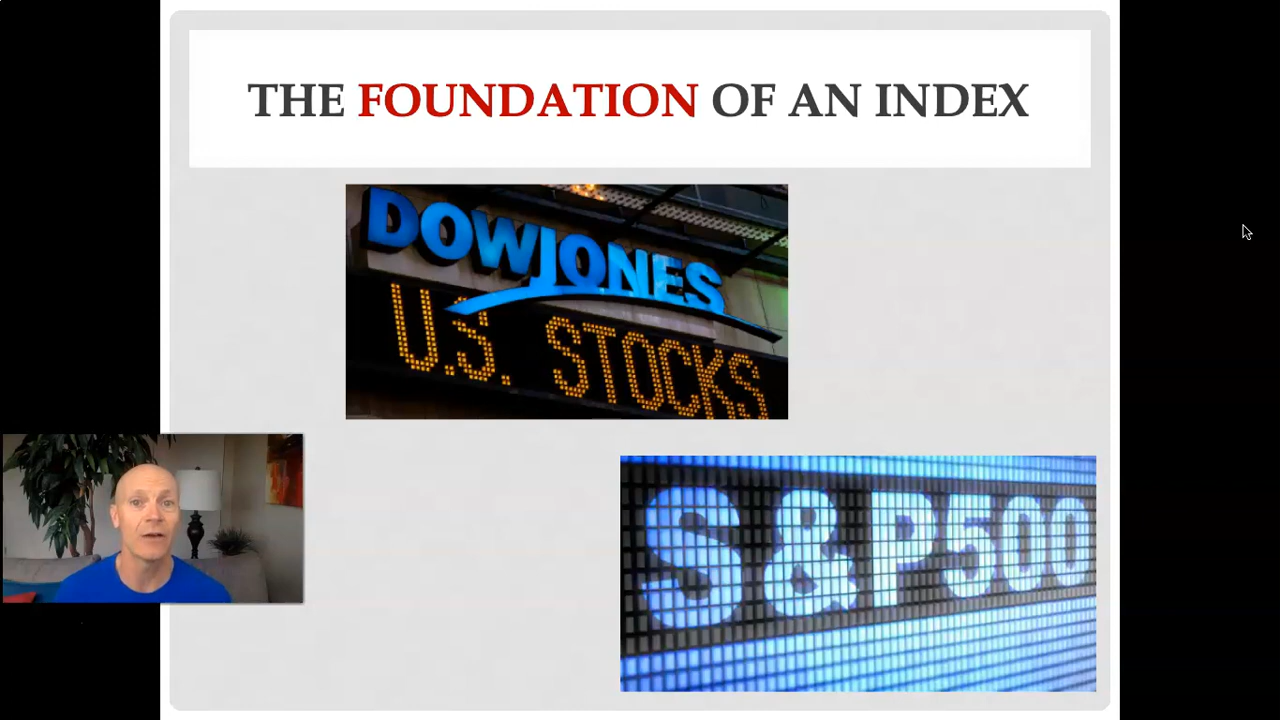 THE FOUNDATION OF AN INDEX
DOWJONES
U.S. STOCKS
S&P500